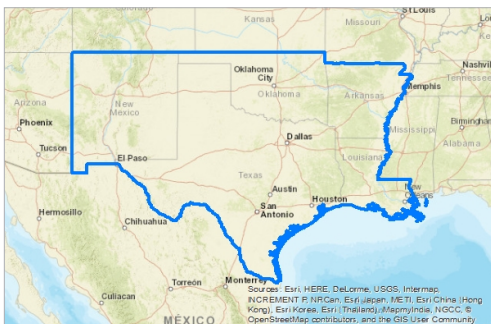 St Louis
Kansas
Missouri
Nashville
Oklahoma
City
Oklahoma
Memphis
Tennessee
Arkansas
Arizona
New
Mexico
Phoenix
Mississippi
Birming
Alabama
Tucson
Dallas
El Paso
Louisiana
Texas
Austin
Houston
New
Orleans
San
Antonio
Hermosillo
Chihuahua
Monterrey
Torreón
Culiacan
MÉXICO
Sources: Esri, HERE, DeLorme, USGS, Intermap,
INCREMENT P, NRCan, Esri Japan, METI, Esri China (Hong
Kong), Esri Korea, Esri (Thailand), MapmyIndia, NGCC, ©
OpenStreetMap contributors, and the GIS User Community